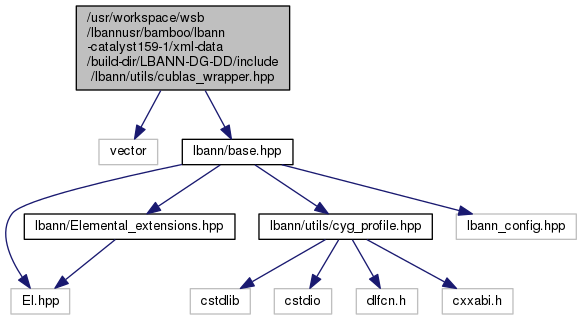 /usr/workspace/wsb
/lbannusr/bamboo/lbann
-catalyst159-1/xml-data
/build-dir/LBANN-DG-DD/include
/lbann/utils/cublas_wrapper.hpp
vector
lbann/base.hpp
lbann/Elemental_extensions.hpp
lbann/utils/cyg_profile.hpp
lbann_config.hpp
El.hpp
cstdlib
cstdio
dlfcn.h
cxxabi.h